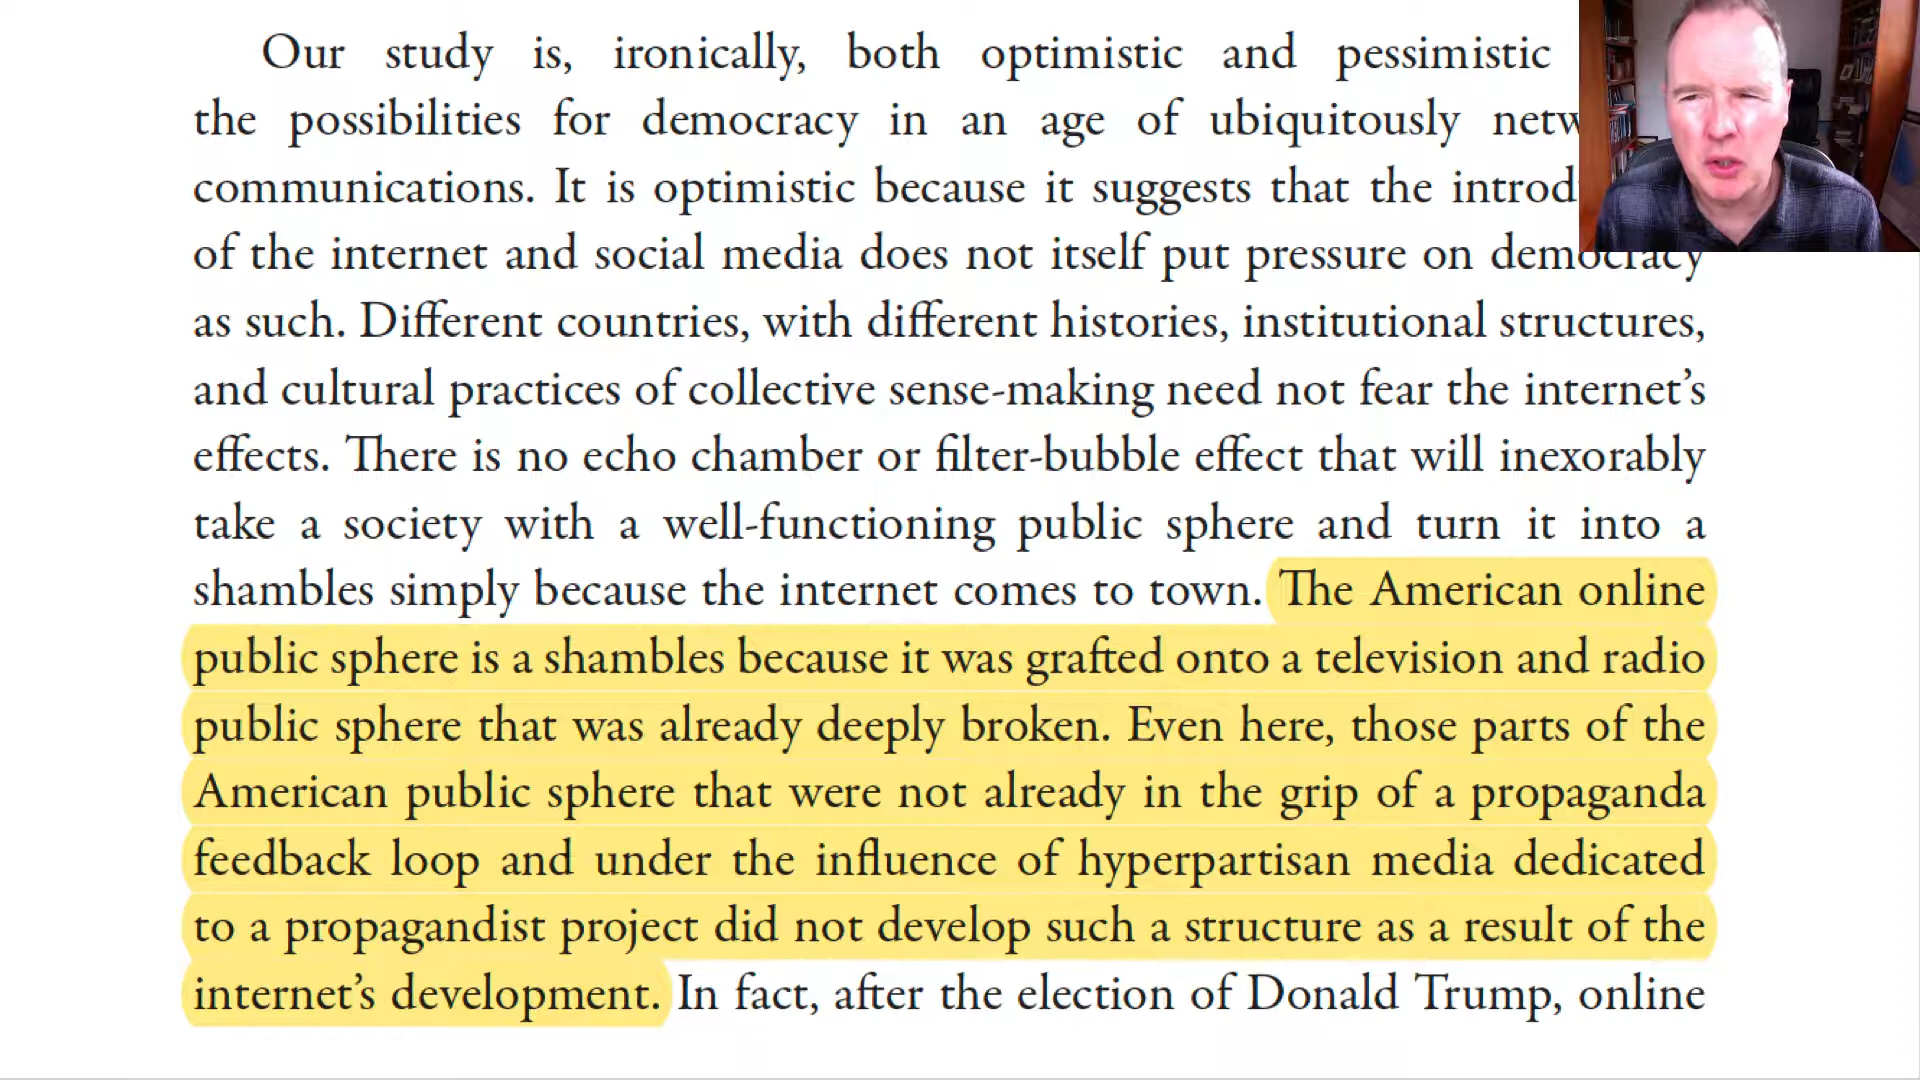 Our study is, ironically, both optimistic and pessimistic
the possibilities for democracy in an age of ubiquitously
communications. It is optimistic because it suggests that the
of the internet and social media does not itself put pressure on democracy
as such. Different countries, with different histories, institutional structures,
and cultural practices of collective sense-making need not fear the internet’s
effects. There is no echo chamber or filter-bubble effect that will inexorably
take a society with a well-functioning public sphere and turn it into a
shambles simply because the internet comes to town. The American online
public sphere is a shambles because it was grafted onto a television and radio
public sphere that was already deeply broken. Even here, those parts of the
American public sphere that were not already in the grip of a propaganda
feedback loop and under the influence of hyperpartisan media dedicated
to a propagandist project did not develop such a structure as a result of the
internet’s development. In fact, after the election of Donald Trump, online